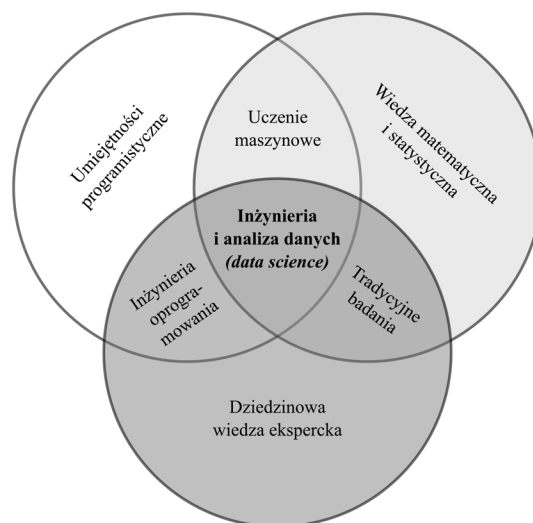 Umiejętności
programistyczne
Uczenie
maszynowe
Wiedza matematyczna
i statystyczna
Inżynieria
i analiza danych
(data science)
Inżynieria
oprogra-
mowania
Tradycyjne
badania
Dziedzinowa
wiedza ekspercka